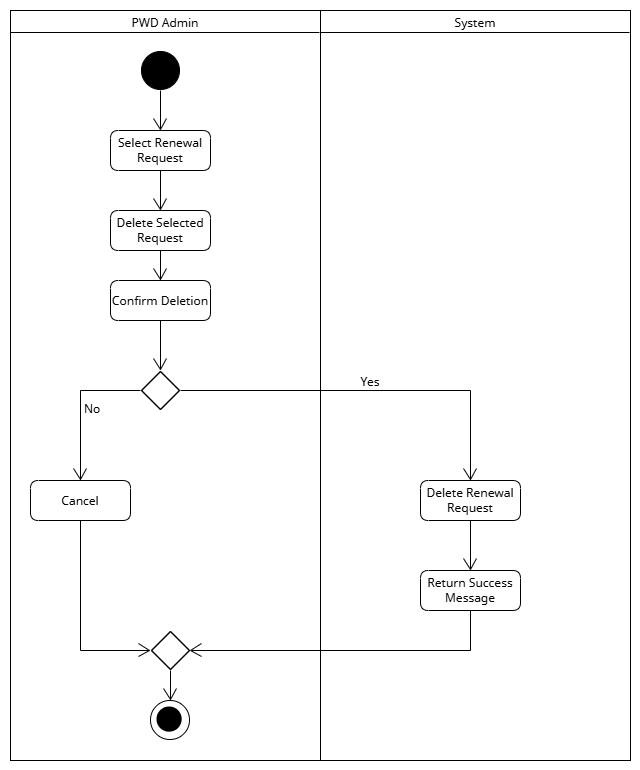 PWD Admin
System
Select Renewal
Request
Delete Selected
Request
Confirm Deletion
Yes
No
Cancel
Delete Renewal
Request
Return Success
Message